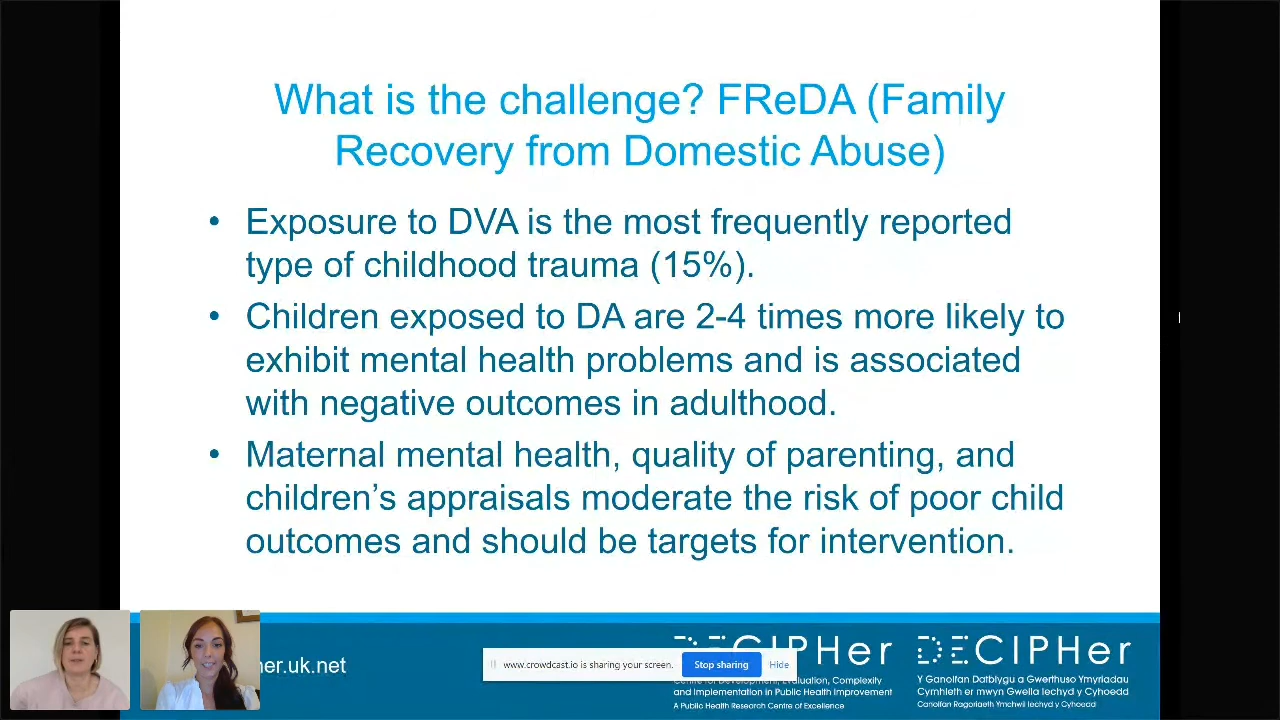 What is the challenge? FReDA (Family
Recovery from Domestic Abuse)
• Exposure to DVA is the most frequently reported
type of childhood trauma (15%).
• Children exposed to DA are 2-4 times more likely to
exhibit mental health problems and is associated
with negative outcomes in adulthood.
• Maternal mental health, quality of parenting, and
children’s appraisals moderate the risk of poor child
outcomes and should be targets for intervention.
her.uk.net
www.crowdcast.io is sharing your screen.
Stop sharing
Hide
DECIPHer
Centre for Development, Evaluation, Complexity
and Implementation in Public Health Improvement
A Public Health Research Centre of Excellence
DECIPHer
Y Ganolfan Datblygu a Gwerthuso Ymyriadau
Cymhleth er mwyn Gwella Iechyd y Cyhoedd
Canolfan Ragoriaeth Ymchwil Iechyd y Cyhoedd